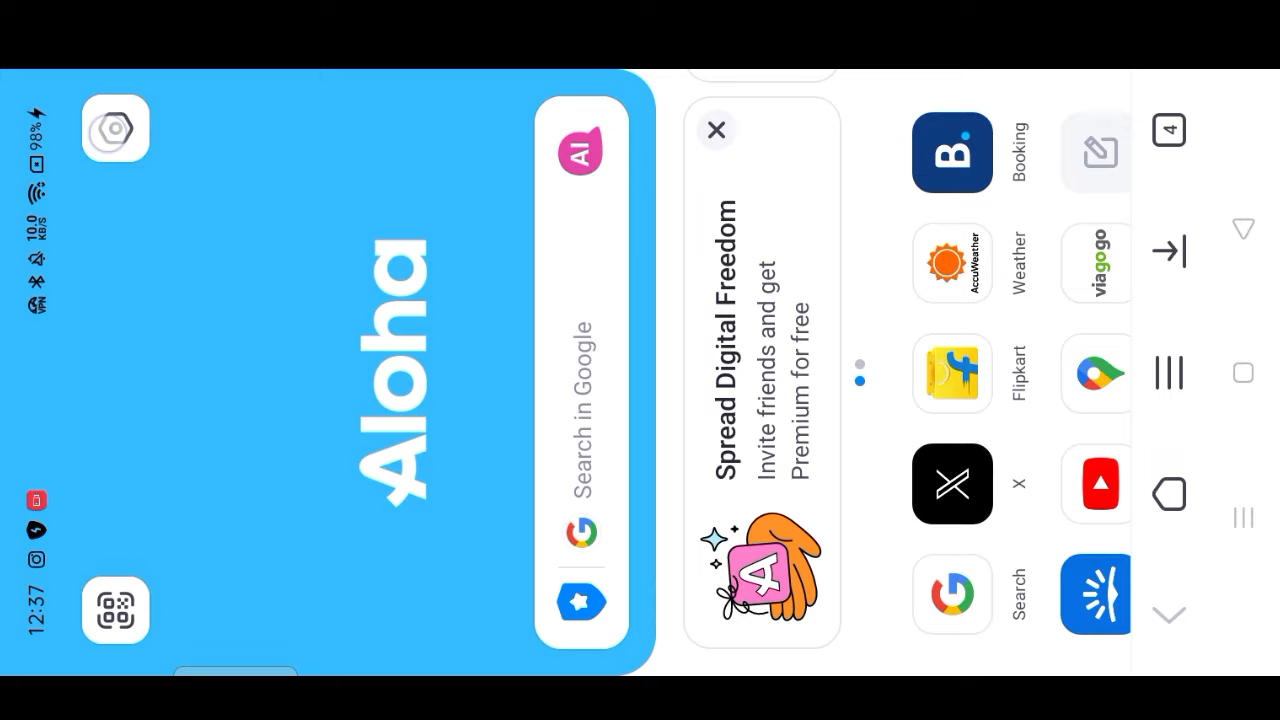 12:37
10.0
KB/S
98%
VPN
Aloha
Search in Google
AI
Spread Digital Freedom
Invite friends and get
Premium for free
A
Search
X
Flipkart
Weather
Booking
f
AccuWeather
B.
viagogo
4